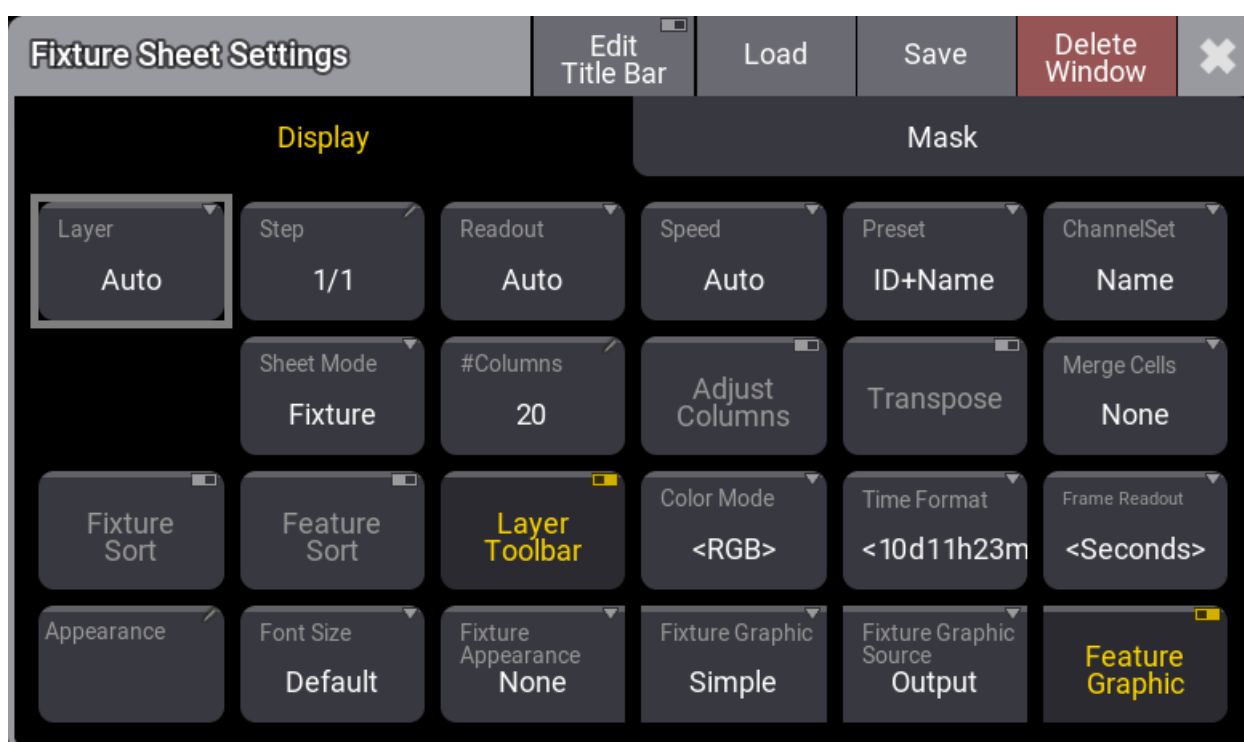 Fixture Sheet Settings
Edit
Title Bar
Load
Save
Delete
Window
Display
Mask
Layer
Auto
Step
1/1
Readout
Auto
Speed
Auto
Preset
ID+Name
ChannelSet
Name
Sheet Mode
Fixture
#Columns
20
Adjust
Columns
Transpose
Merge Cells
None
Fixture
Sort
Feature
Sort
Layer
Toolbar
Color Mode
<RGB>
Time Format
<10d11h23m
Frame Readout
<Seconds>
Appearance
Font Size
Default
Fixture
Appearance
None
Fixture Graphic
Simple
Fixture Graphic
Source
Output
Feature
Graphic